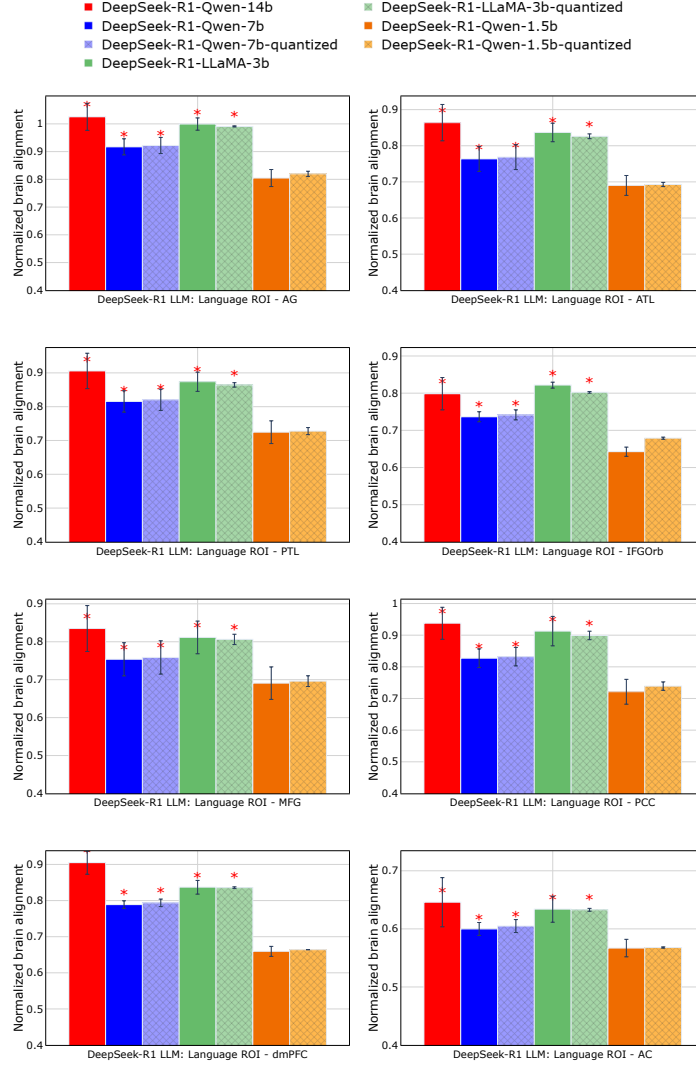 DeepSeek-R1-Qwen-14b
DeepSeek-R1-Qwen-7b
DeepSeek-R1-Qwen-7b-quantized
DeepSeek-R1-LLaMA-3b
DeepSeek-R1-LLaMA-3b-quantized
DeepSeek-R1-Qwen-1.5b
DeepSeek-R1-Qwen-1.5b-quantized
Normalized brain alignment
1
0.9
0.8
0.7
0.6
0.5
0.4
* * * * *
DeepSeek-R1 LLM: Language ROI - AG
Normalized brain alignment
0.9
0.8
0.7
0.6
0.5
0.4
* * * * *
DeepSeek-R1 LLM: Language ROI - ATL
Normalized brain alignment
0.9
0.8
0.7
0.6
0.5
0.4
* * * * *
DeepSeek-R1 LLM: Language ROI - PTL
Normalized brain alignment
0.9
0.8
0.7
0.6
0.5
0.4
* * * * *
DeepSeek-R1 LLM: Language ROI - IFGOrb
Normalized brain alignment
0.9
0.8
0.7
0.6
0.5
0.4
* * * * *
DeepSeek-R1 LLM: Language ROI - MFG
Normalized brain alignment
1
0.9
0.8
0.7
0.6
0.5
0.4
* * * * *
DeepSeek-R1 LLM: Language ROI - PCC
Normalized brain alignment
0.9
0.8
0.7
0.6
0.5
0.4
* * * * *
DeepSeek-R1 LLM: Language ROI - dmPFC
Normalized brain alignment
0.7
0.6
0.5
0.4
* * * * *
DeepSeek-R1 LLM: Language ROI - AC